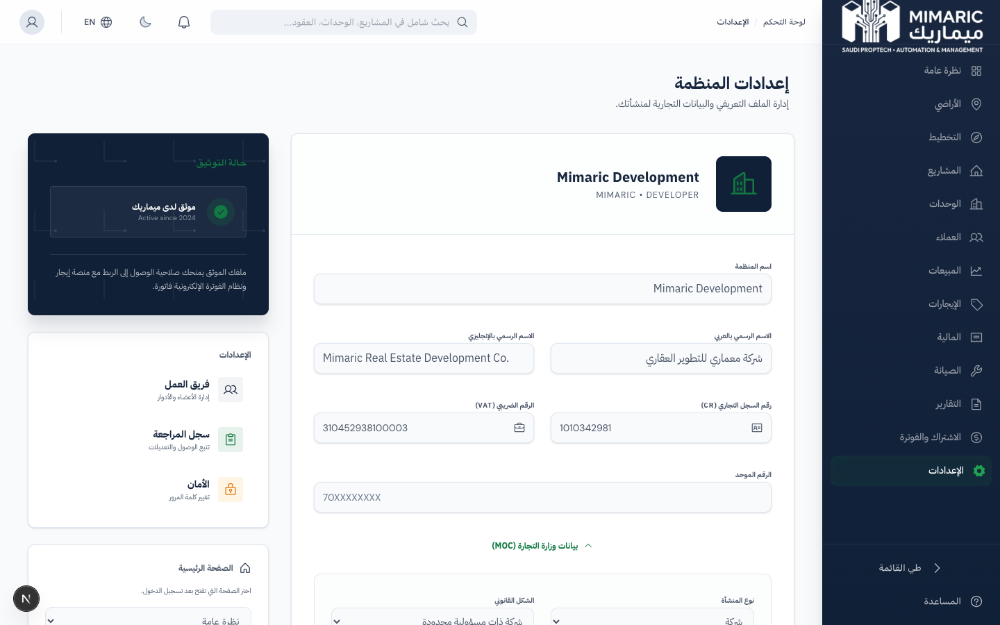 MIMARIC
ميماريك
SAUDI PROPTECH • AUTOMATION & MANAGEMENT
نظرة عامة
الأراضي
التخطيط
المشاريع
الوحدات
العملاء
المبيعات
الإيجارات
المالية
الصيانة
التقارير
الاشتراك والفوترة
الإعدادات
طي القائمة
المساعدة
لوحة التحكم / الإعدادات
بحث شامل في المشاريع، الوحدات، العقود...
EN
إعدادات المنظمة
إدارة الملف التعريفي والبيانات التجارية لمنشأتك.
Mimaric Development
MIMARIC • DEVELOPER
اسم المنظمة
Mimaric Development
الاسم الرسمي بالعربي
شركة معماري للتطوير العقاري
الاسم الرسمي بالإنجليزي
Mimaric Real Estate Development Co.
رقم السجل التجاري (CR)
1010342981
الرقم الضريبي (VAT)
310452938100003
الرقم الموحد
70XXXXXXXX
بيانات وزارة التجارة (MOC)
نوع المنشأة
شركة
الشكل القانوني
شركة ذات مسؤولية محدودة
حالة التوثيق
موثق لدى ميماريك
Active since 2024
ملفك الموثق يمنحك صلاحية الوصول إلى الربط مع منصة إيجار
ونظام الفوترة الإلكترونية فاتورة.
الإعدادات
فريق العمل
إدارة الأعضاء والأدوار
سجل المراجعة
تتبع الوصول والتعديلات
الأمان
تغيير كلمة المرور
الصفحة الرئيسية
اختر الصفحة التي تفتح بعد تسجيل الدخول.
نظرة عامة
N